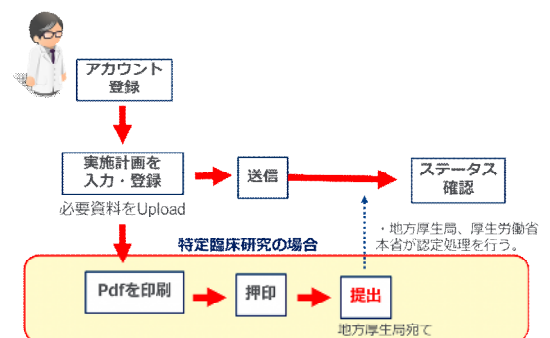 アカウント
登録
実施計画を
入力・登録
必要資料をUpload
送信
ステータス
確認
・地方厚生局、厚生労働省
本省が認定処理を行う。
特定臨床研究の場合
Pdfを印刷
押印
提出
地方厚生局宛て